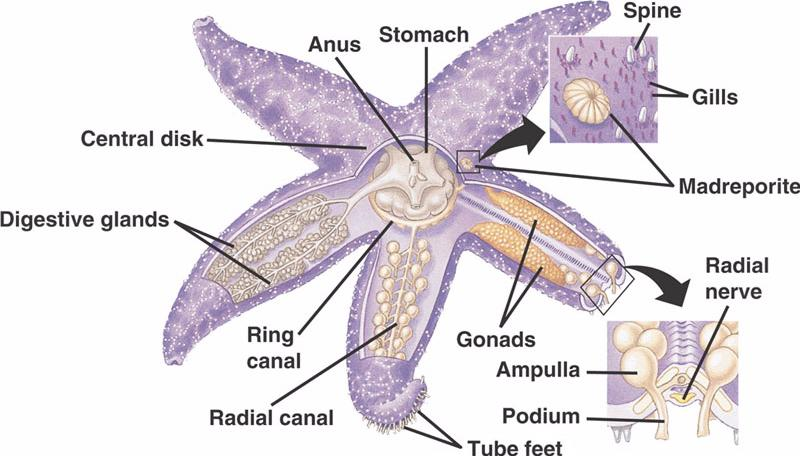 Spine
Anus
Stomach
Gills
Central disk
Madreporite
Digestive glands
Radial
nerve
Ring
canal
Gonads
Ampulla
Radial canal
Podium
Tube feet